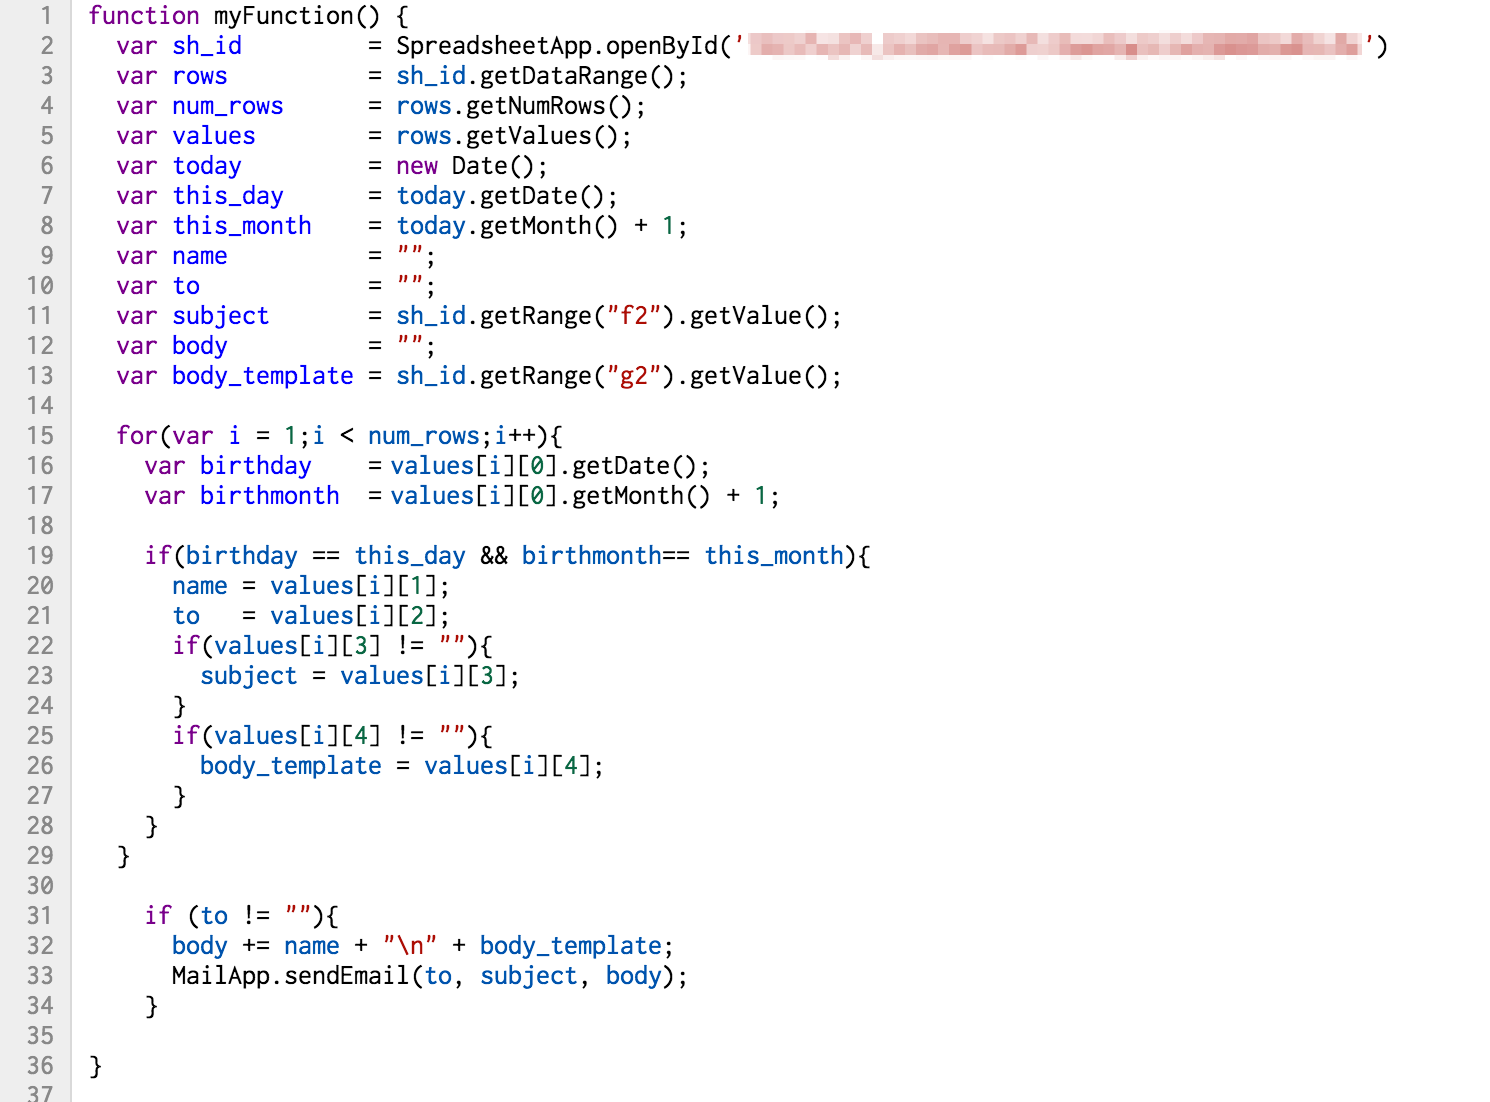 1 function myFunction() {
2 var sh_id = SpreadsheetApp.openById('')
3 var rows = sh_id.getDataRange();
4 var num_rows = rows.getNumRows();
5 var values = rows.getValues();
6 var today = new Date();
7 var this_day = today.getDate();
8 var this_month = today.getMonth() + 1;
9 var name = "";
10 var to = "";
11 var subject = sh_id.getRange("f2").getValue();
12 var body = "";
13 var body_template = sh_id.getRange("g2").getValue();
14
15 for(var i = 1;i < num_rows;i++){
16 var birthday =values[i][0].getDate();
17 var birthmonth =values[i][0].getMonth() + 1;
18
19 if(birthday == this_day && birthmonth== this_month){
20 name = values[i][1];
21 to = values[i][2];
22 if(values[i][3] != ""){
23 subject = values[i][3];
24 }
25 if(values[i][4] != ""){
26 body_template = values[i][4];
27 }
28 }
29 }
30
31 if (to != ""){
32 body += name + "\n" + body_template;
33 MailApp.sendEmail(to, subject, body);
34 }
35
36 }
37